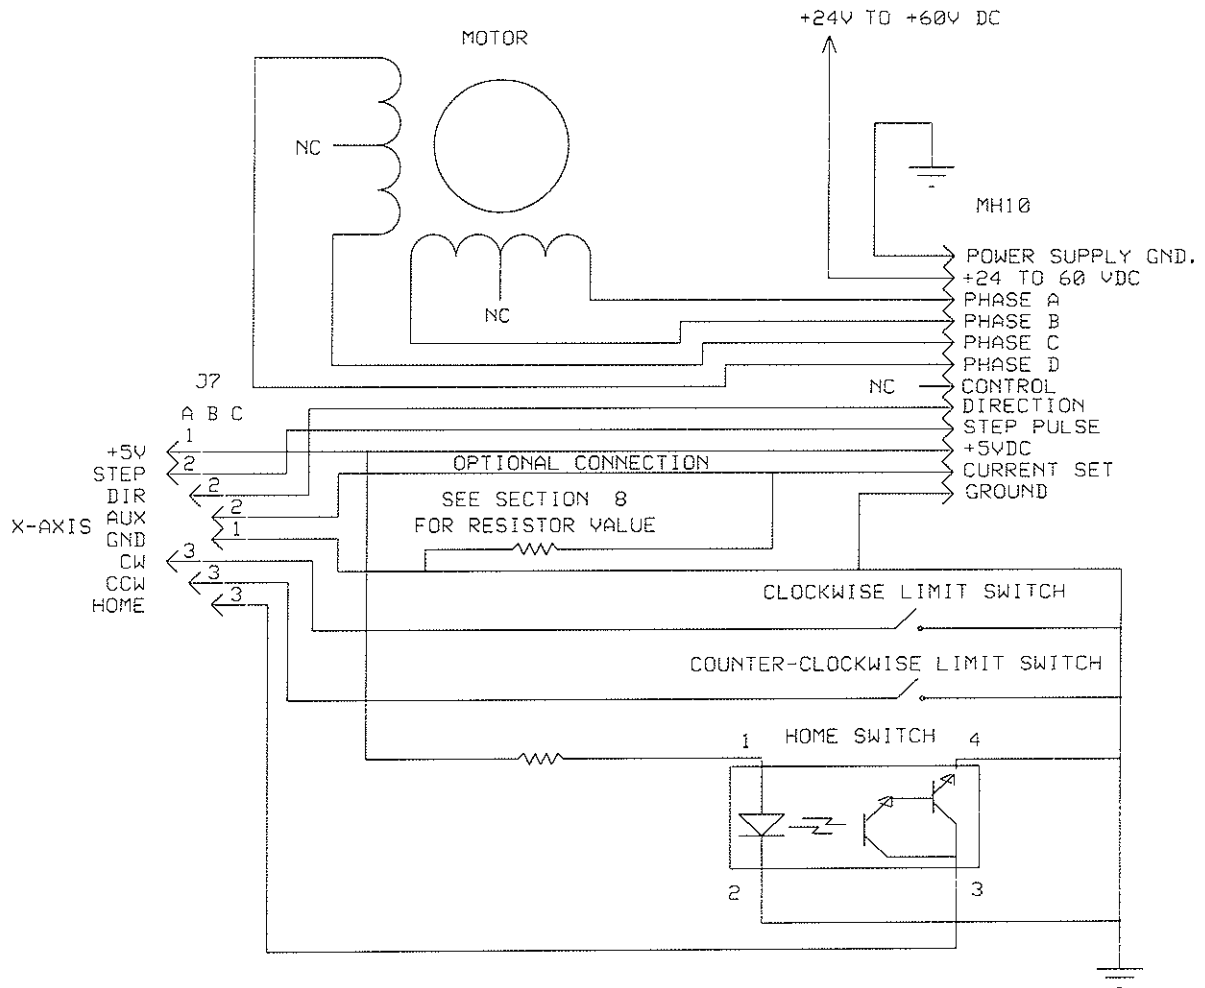 +24V TO +60V DC
MOTOR
NC
MH10
POWER SUPPLY GND.
+24 TO 60 VDC
PHASE A
NC
PHASE B
PHASE C
PHASE D
J7
NC
CONTROL
A B C
DIRECTION
1
STEP PULSE
+5V
+5VDC
2
OPTIONAL CONNECTION
STEP
CURRENT SET
2
DIR
SEE SECTION 8
GROUND
2
AUX
X-AXIS
FOR RESISTOR VALUE
1
GND
3
CW
3
CCW
CLOCKWISE LIMIT SWITCH
3
HOME
COUNTER-CLOCKWISE LIMIT SWITCH
1
HOME SWITCH
4
2
3